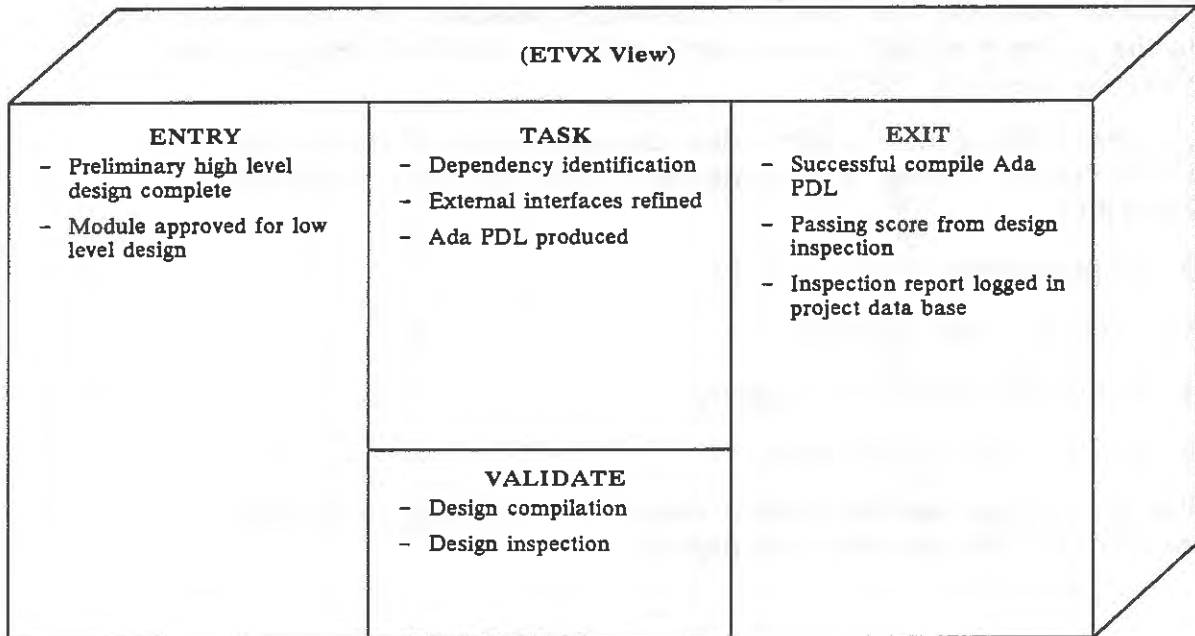 (ETVX View)
ENTRY
– Preliminary high level
design complete
– Module approved for low
level design
TASK
– Dependency identification
– External interfaces refined
– Ada PDL produced
VALIDATE
– Design compilation
– Design inspection
EXIT
– Successful compile Ada
PDL
– Passing score from design
inspection
– Inspection report logged in
project data base